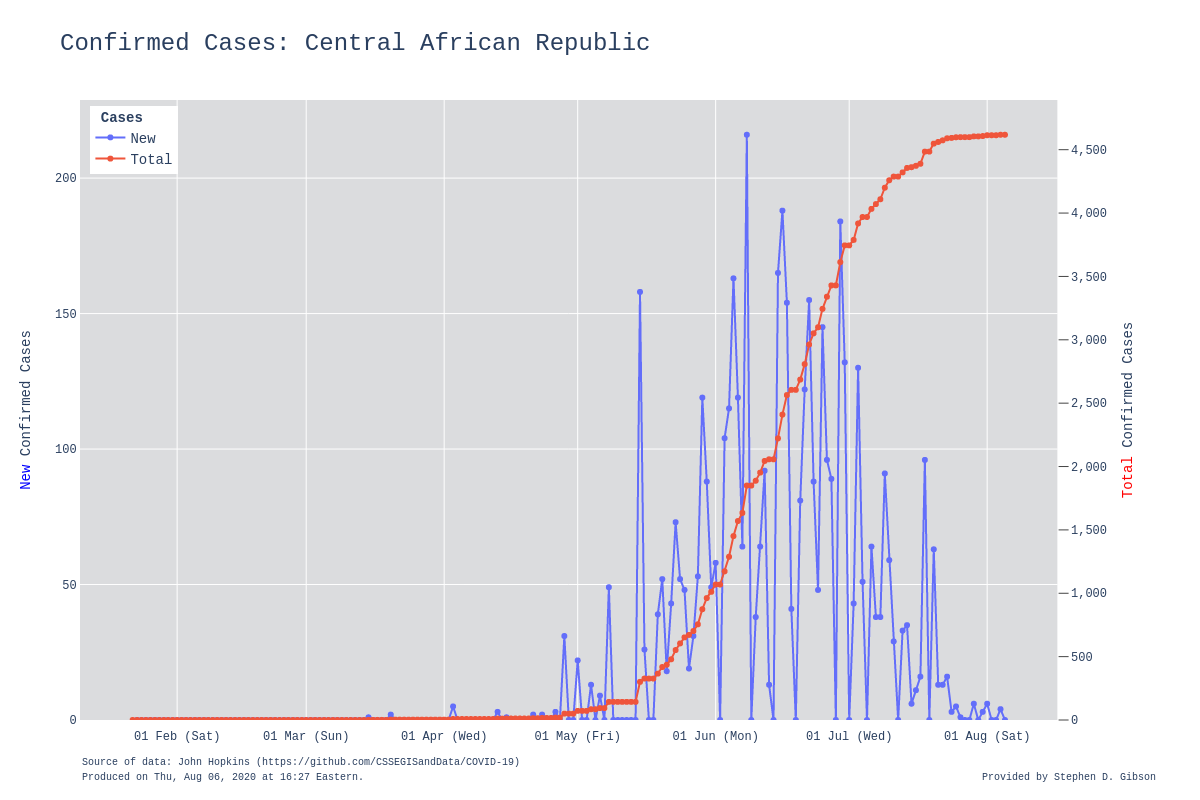 Confirmed Cases: Central African Republic
Cases
New
Total
200
150
100
50
0
4,500
4,000
3,500
3,000
2,500
2,000
1,500
1,000
500
0
New Confirmed Cases
Total Confirmed Cases
01 Feb (Sat) 01 Mar (Sun) 01 Apr (Wed) 01 May (Fri) 01 Jun (Mon) 01 Jul (Wed) 01 Aug (Sat)
Source of data: John Hopkins (https://github.com/CSSEGISandData/COVID-19)
Produced on Thu, Aug 06, 2020 at 16:27 Eastern.
Provided by Stephen D. Gibson